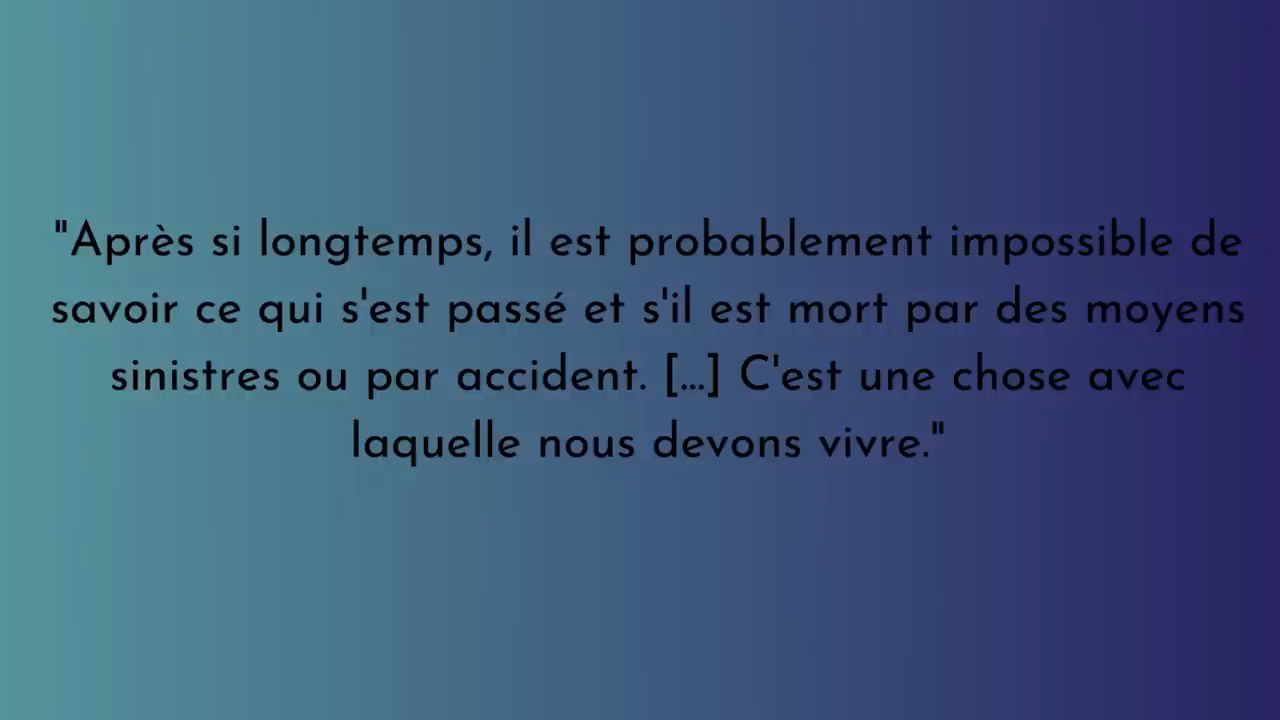 "Après si longtemps, il est probablement impossible de
savoir ce qui s'est passé et s'il est mort par des moyens
sinistres ou par accident. [...] C'est une chose avec
laquelle nous devons vivre."